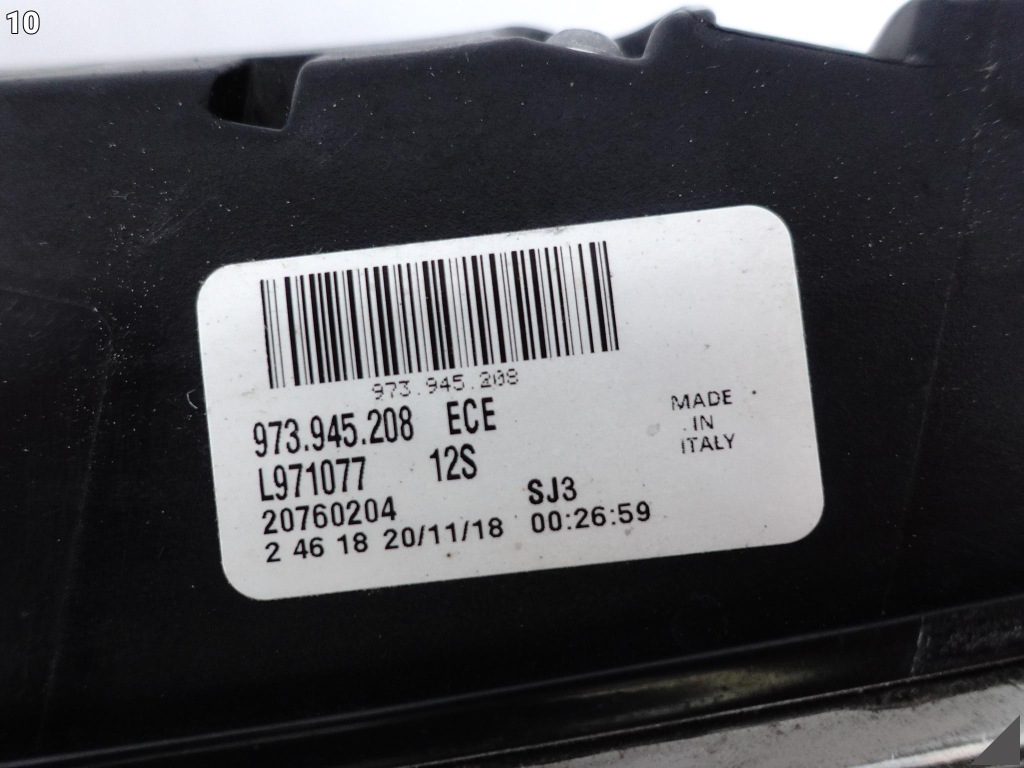 10
973.945.208
973.945.208 ECE
L971077 12S
20760204 SJ3
2 46 18 20/11/18 00:26:59
MADE
IN
ITALY